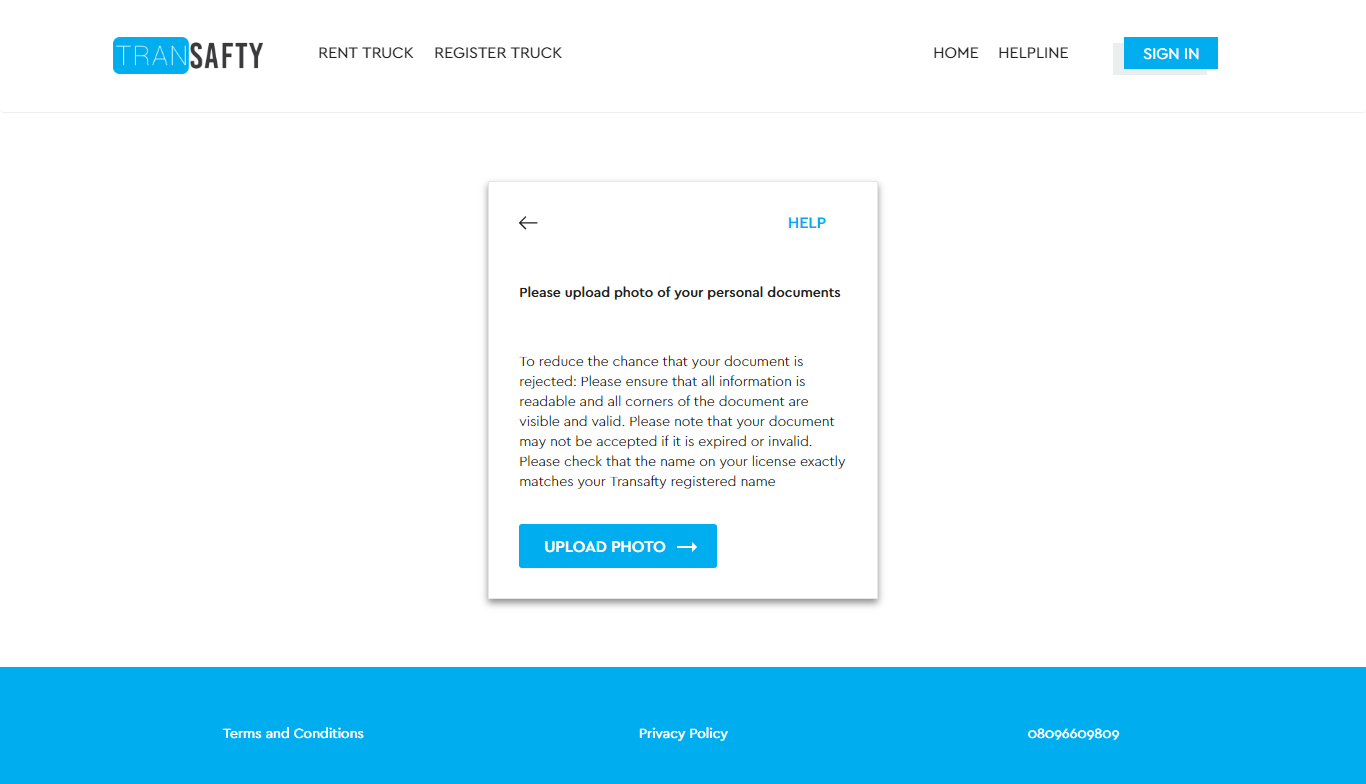 TRANSAFTY
RENT TRUCK
REGISTER TRUCK
HOME
HELPLINE
SIGN IN
HELP
Please upload photo of your personal documents
To reduce the chance that your document is
rejected: Please ensure that all information is
readable and all corners of the document are
visible and valid. Please note that your document
may not be accepted if it is expired or invalid.
Please check that the name on your license exactly
matches your Transafty registered name
UPLOAD PHOTO
Terms and Conditions
Privacy Policy
08096609809